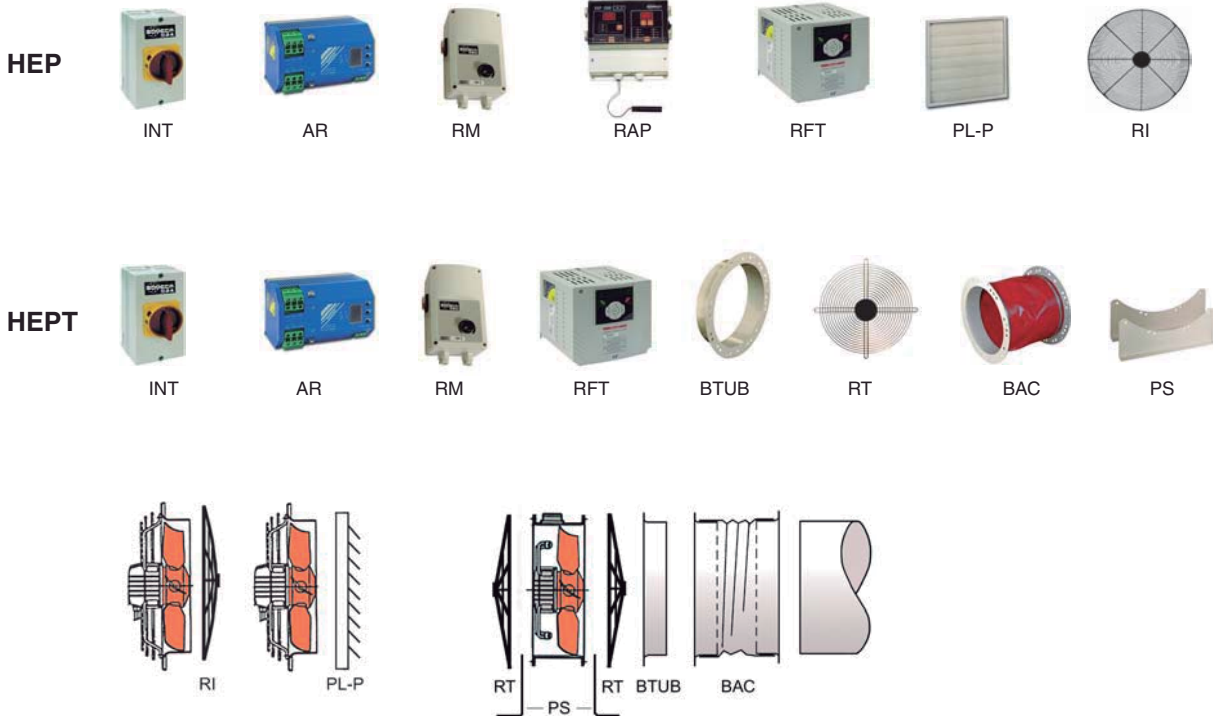 HEP
INT AR RM RAP RFT PL-P RI
HEPT
INT AR RM RFT BTUB RT BAC PS
RI PL-P RT RT BTUB BAC
PS